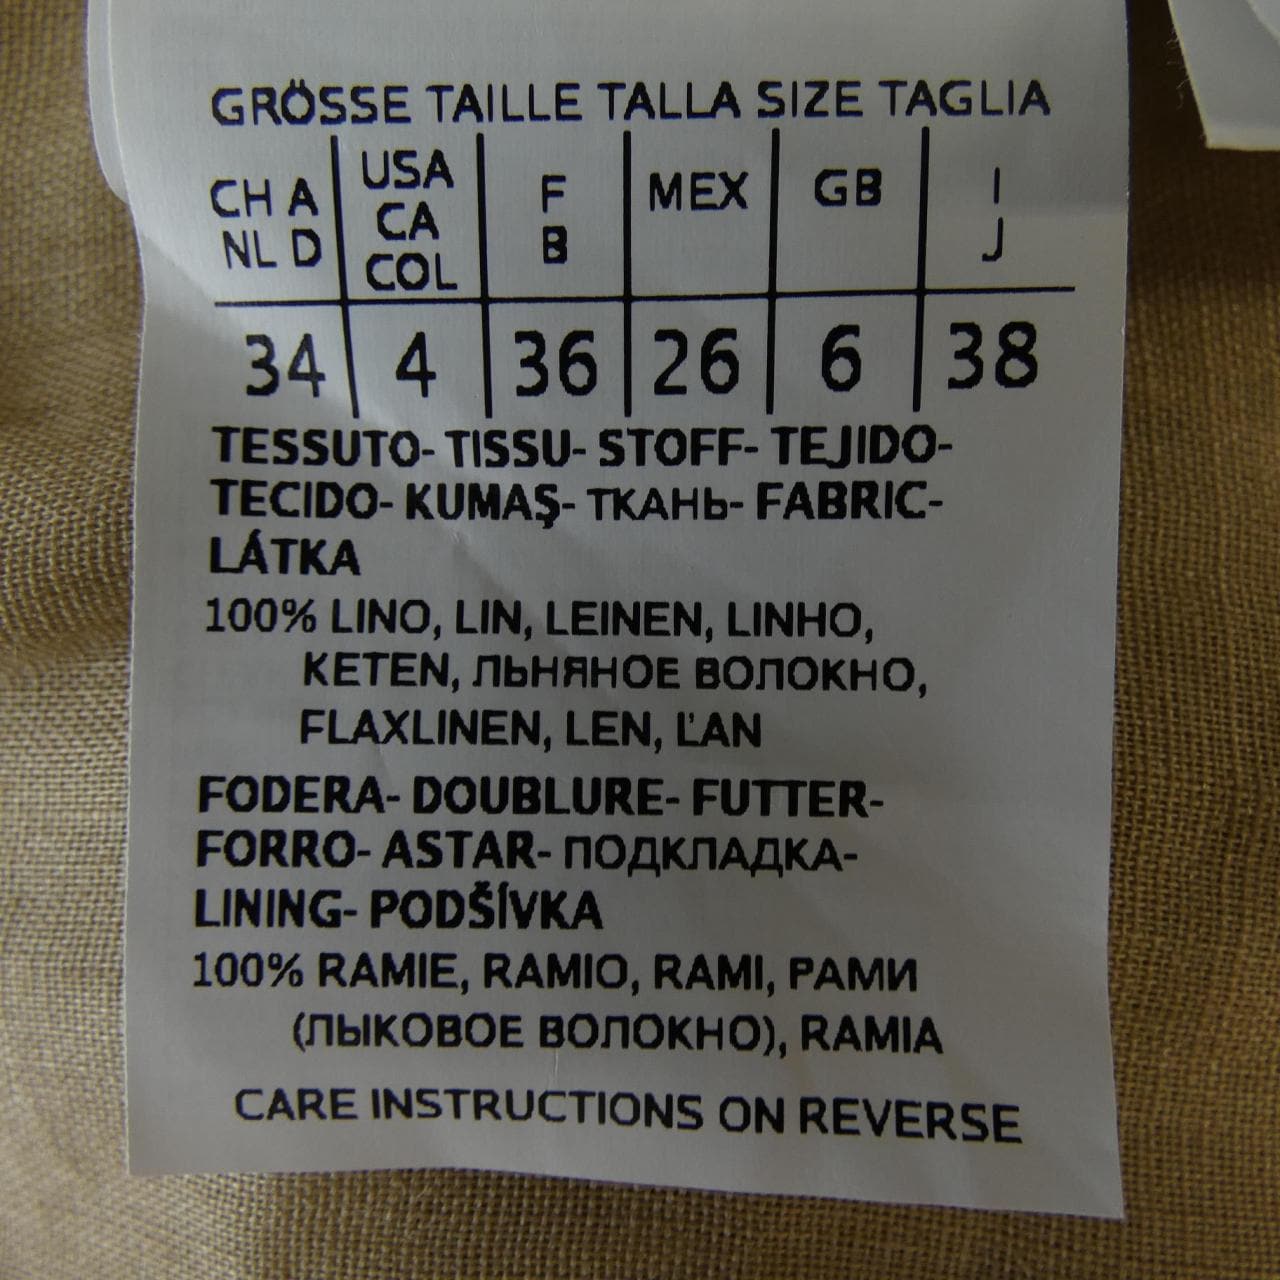 GRÖSSE TAILLE TALLA SIZE TAGLIA
CH A NL D | USA CA COL | F B | MEX | GB | I J
34 | 4 | 36 | 26 | 6 | 38
TESSUTO- TISSU- STOFF- TEJIDO-
TECIDO- KUMAŞ- ТКАНЬ- FABRIC-
LÁTKA
100% LINO, LIN, LEINEN, LINHO,
KETEN, ЛЬНЯНОЕ ВОЛОКНО,
FLAXLINEN, LEN, ĽAN
FODERA- DOUBLURE- FUTTER-
FORRO- ASTAR- ПОДКЛАДКА-
LINING- PODŠÍVKA
100% RAMIE, RAMIO, RAMI, РАМИ
(ЛЫКОВОЕ ВОЛОКНО), RAMIA
CARE INSTRUCTIONS ON REVERSE